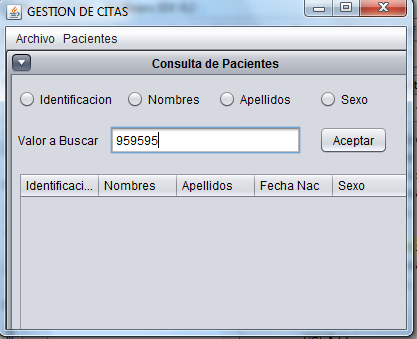 GESTION DE CITAS
Archivo Pacientes
Consulta de Pacientes
Identificacion Nombres Apellidos Sexo
Valor a Buscar 959595 Aceptar
Identificaci... Nombres Apellidos Fecha Nac Sexo